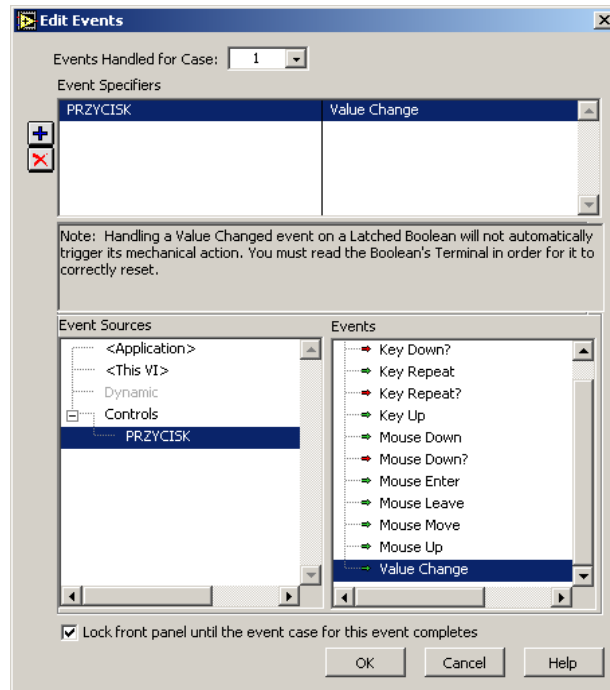 Edit Events
Events Handled for Case: 1
Event Specifiers
PRZYCISK Value Change
Note: Handling a Value Changed event on a Latched Boolean will not automatically
trigger its mechanical action. You must read the Boolean's Terminal in order for it to
correctly reset.
Event Sources
<Application>
<This VI>
Dynamic
Controls
PRZYCISK
Events
Key Down?
Key Repeat
Key Repeat?
Key Up
Mouse Down
Mouse Down?
Mouse Enter
Mouse Leave
Mouse Move
Mouse Up
Value Change
Lock front panel until the event case for this event completes
OK Cancel Help